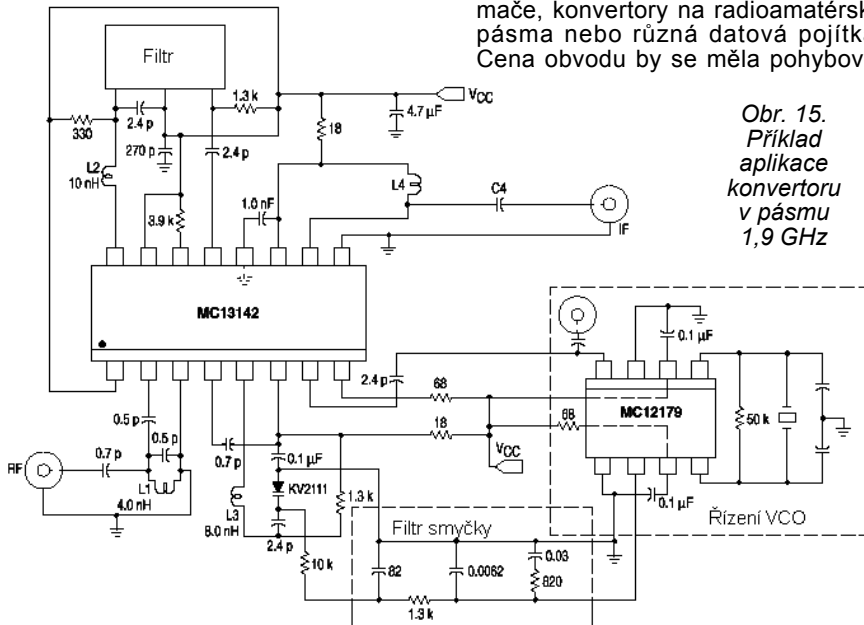 mače, konvertory na radioamatérsk
pásma nebo různá datová pojítka
Cena obvodu by se měla pohybov
Obr. 15.
Příklad
aplikace
konvertoru
v pásmu
1,9 GHz
Filtr
1.3 k
VCC
4.7 µF
330
2.4 p
18
270 p
2.4 p
L2
10 nH
L4
C4
1.0 nF
8.9 k
IF
MC13142
0.1 µF
2.4 p
68
MC12179
50 k
0.5 p
18
68
0.5 p
0.7 p
VCC
RF
0.7 p
0.1 µF
L1
4.0 nH
KV2111
1.3 k
0.1 µF
L3
8.0 nH
2.4 p
Filtr smyčky
Řízení VCO
10 k
82
0.0062
0.03
820
1.3 k